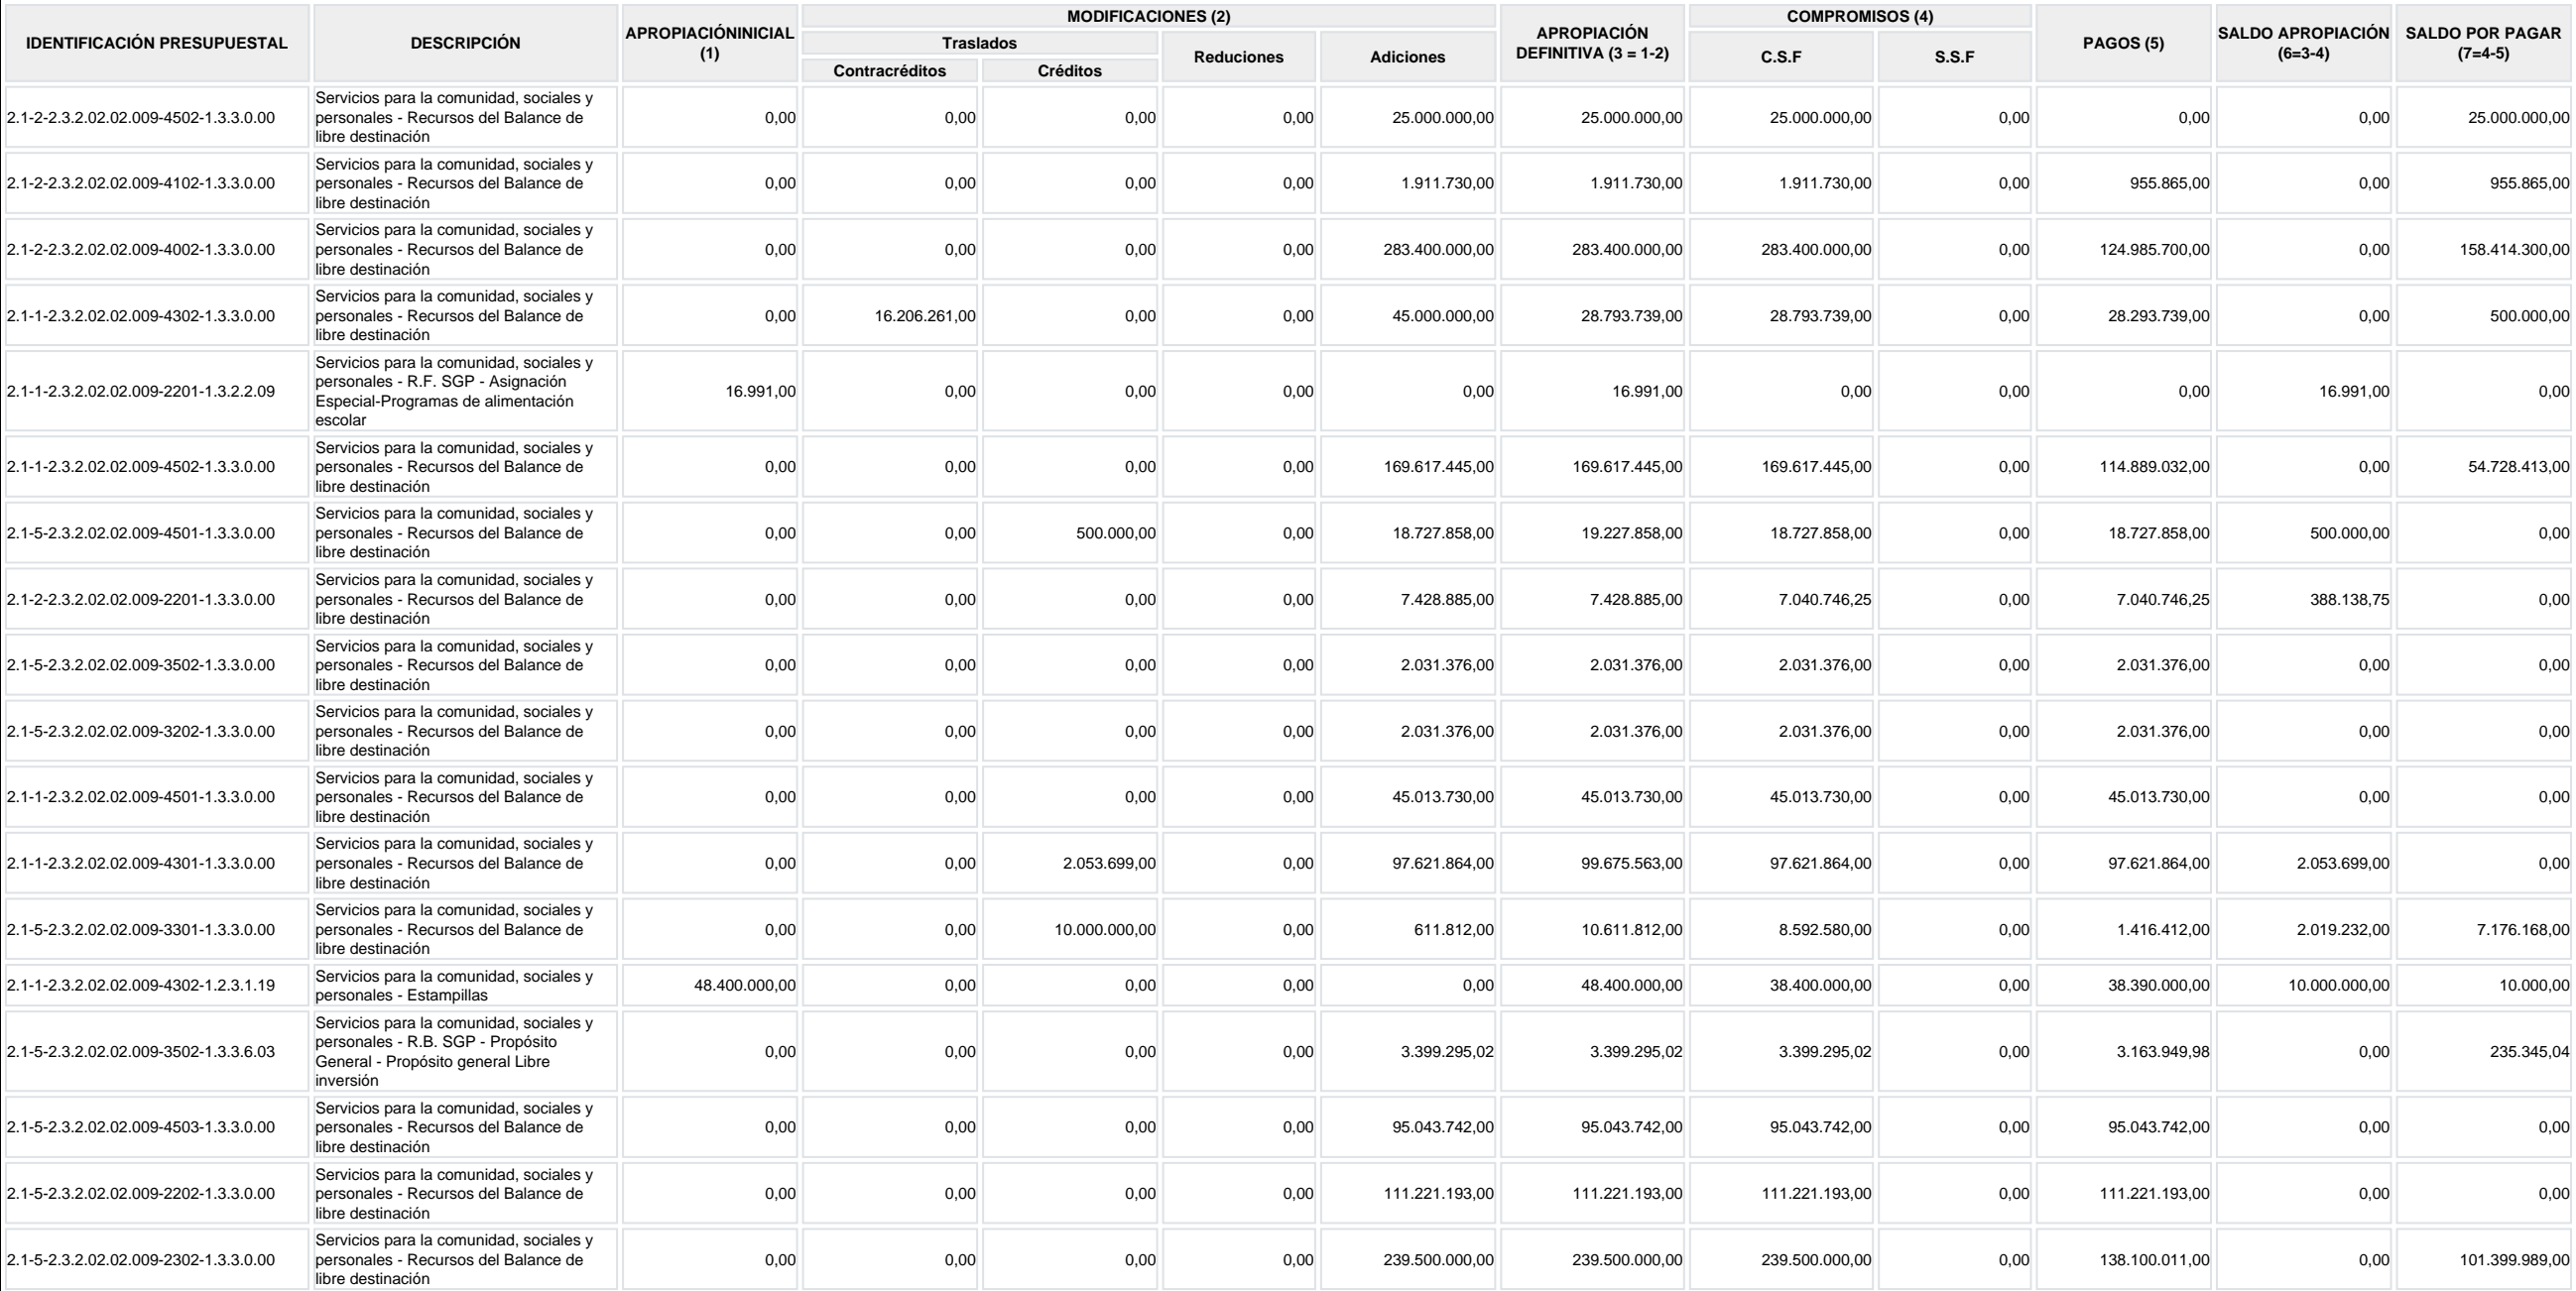 IDENTIFICACIÓN PRESUPUESTAL DESCRIPCIÓN APROPIACIÓNINICIAL (1) MODIFICACIONES (2) APROPIACIÓN DEFINITIVA (3 = 1-2) COMPROMISOS (4) PAGOS (5) SALDO APROPIACIÓN (6=3-4) SALDO POR PAGAR (7=4-5)
Traslados Reduciones Adiciones C.S.F S.S.F
Contracréditos Créditos
2.1-2-2.3.2.02.02.009-4502-1.3.3.0.00 Servicios para la comunidad, sociales y personales - Recursos del Balance de libre destinación 0,00 0,00 0,00 0,00 25.000.000,00 25.000.000,00 25.000.000,00 0,00 0,00 0,00 25.000.000,00
2.1-2-2.3.2.02.02.009-4102-1.3.3.0.00 Servicios para la comunidad, sociales y personales - Recursos del Balance de libre destinación 0,00 0,00 0,00 0,00 1.911.730,00 1.911.730,00 1.911.730,00 0,00 955.865,00 0,00 955.865,00
2.1-2-2.3.2.02.02.009-4002-1.3.3.0.00 Servicios para la comunidad, sociales y personales - Recursos del Balance de libre destinación 0,00 0,00 0,00 0,00 283.400.000,00 283.400.000,00 283.400.000,00 0,00 124.985.700,00 0,00 158.414.300,00
2.1-1-2.3.2.02.02.009-4302-1.3.3.0.00 Servicios para la comunidad, sociales y personales - Recursos del Balance de libre destinación 0,00 16.206.261,00 0,00 0,00 45.000.000,00 28.793.739,00 28.793.739,00 0,00 28.293.739,00 0,00 500.000,00
2.1-1-2.3.2.02.02.009-2201-1.3.2.2.09 Servicios para la comunidad, sociales y personales - R.F. SGP - Asignación Especial-Programas de alimentación escolar 16.991,00 0,00 0,00 0,00 0,00 16.991,00 0,00 0,00 0,00 16.991,00 0,00
2.1-1-2.3.2.02.02.009-4502-1.3.3.0.00 Servicios para la comunidad, sociales y personales - Recursos del Balance de libre destinación 0,00 0,00 0,00 0,00 169.617.445,00 169.617.445,00 169.617.445,00 0,00 114.889.032,00 0,00 54.728.413,00
2.1-5-2.3.2.02.02.009-4501-1.3.3.0.00 Servicios para la comunidad, sociales y personales - Recursos del Balance de libre destinación 0,00 0,00 500.000,00 0,00 18.727.858,00 19.227.858,00 18.727.858,00 0,00 18.727.858,00 500.000,00 0,00
2.1-2-2.3.2.02.02.009-2201-1.3.3.0.00 Servicios para la comunidad, sociales y personales - Recursos del Balance de libre destinación 0,00 0,00 0,00 0,00 7.428.885,00 7.428.885,00 7.040.746,25 0,00 7.040.746,25 388.138,75 0,00
2.1-5-2.3.2.02.02.009-3502-1.3.3.0.00 Servicios para la comunidad, sociales y personales - Recursos del Balance de libre destinación 0,00 0,00 0,00 0,00 2.031.376,00 2.031.376,00 2.031.376,00 0,00 2.031.376,00 0,00 0,00
2.1-5-2.3.2.02.02.009-3202-1.3.3.0.00 Servicios para la comunidad, sociales y personales - Recursos del Balance de libre destinación 0,00 0,00 0,00 0,00 2.031.376,00 2.031.376,00 2.031.376,00 0,00 2.031.376,00 0,00 0,00
2.1-1-2.3.2.02.02.009-4501-1.3.3.0.00 Servicios para la comunidad, sociales y personales - Recursos del Balance de libre destinación 0,00 0,00 0,00 0,00 45.013.730,00 45.013.730,00 45.013.730,00 0,00 45.013.730,00 0,00 0,00
2.1-1-2.3.2.02.02.009-4301-1.3.3.0.00 Servicios para la comunidad, sociales y personales - Recursos del Balance de libre destinación 0,00 0,00 2.053.699,00 0,00 97.621.864,00 99.675.563,00 97.621.864,00 0,00 97.621.864,00 2.053.699,00 0,00
2.1-5-2.3.2.02.02.009-3301-1.3.3.0.00 Servicios para la comunidad, sociales y personales - Recursos del Balance de libre destinación 0,00 0,00 10.000.000,00 0,00 611.812,00 10.611.812,00 8.592.580,00 0,00 1.416.412,00 2.019.232,00 7.176.168,00
2.1-1-2.3.2.02.02.009-4302-1.2.3.1.19 Servicios para la comunidad, sociales y personales - Estampillas 48.400.000,00 0,00 0,00 0,00 0,00 48.400.000,00 38.400.000,00 0,00 38.390.000,00 10.000.000,00 10.000,00
2.1-5-2.3.2.02.02.009-3502-1.3.3.6.03 Servicios para la comunidad, sociales y personales - R.B. SGP - Propósito General - Propósito general Libre inversión 0,00 0,00 0,00 0,00 3.399.295,02 3.399.295,02 3.399.295,02 0,00 3.163.949,98 0,00 235.345,04
2.1-5-2.3.2.02.02.009-4503-1.3.3.0.00 Servicios para la comunidad, sociales y personales - Recursos del Balance de libre destinación 0,00 0,00 0,00 0,00 95.043.742,00 95.043.742,00 95.043.742,00 0,00 95.043.742,00 0,00 0,00
2.1-5-2.3.2.02.02.009-2202-1.3.3.0.00 Servicios para la comunidad, sociales y personales - Recursos del Balance de libre destinación 0,00 0,00 0,00 0,00 111.221.193,00 111.221.193,00 111.221.193,00 0,00 111.221.193,00 0,00 0,00
2.1-5-2.3.2.02.02.009-2302-1.3.3.0.00 Servicios para la comunidad, sociales y personales - Recursos del Balance de libre destinación 0,00 0,00 0,00 0,00 239.500.000,00 239.500.000,00 239.500.000,00 0,00 138.100.011,00 0,00 101.399.989,00